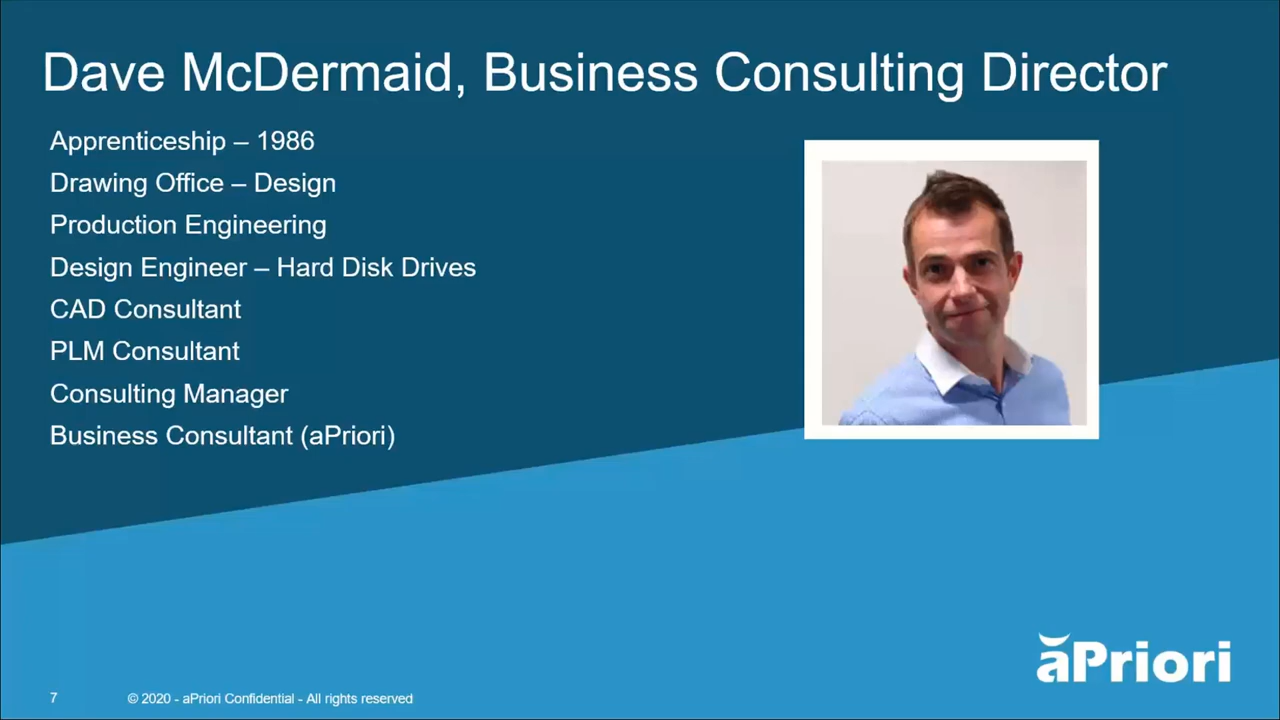 Dave McDermaid, Business Consulting Director
Apprenticeship – 1986
Drawing Office – Design
Production Engineering
Design Engineer – Hard Disk Drives
CAD Consultant
PLM Consultant
Consulting Manager
Business Consultant (aPriori)
aPriori
7
© 2020 - aPriori Confidential - All rights reserved